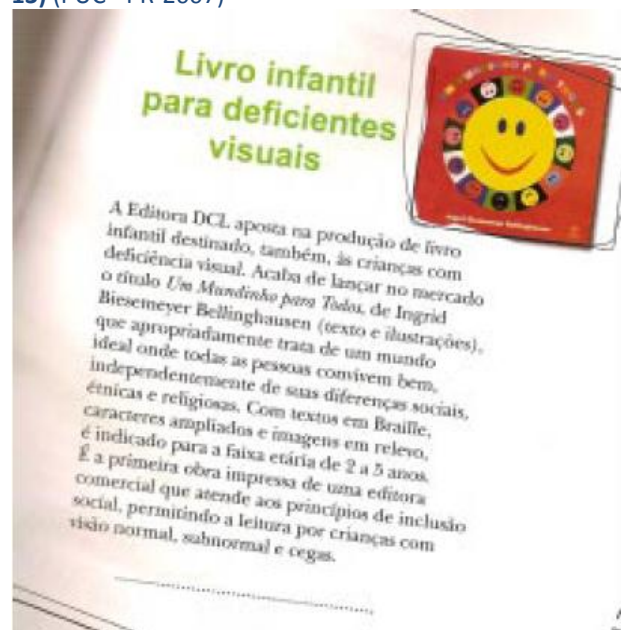 13) (PUC - PR-2007)
Livro infantil
para deficientes
visuais
A Editora DCL aposta na produção de livro
infantil destinado, também, às crianças com
deficiência visual. Acaba de lançar no mercado
o título Um Mundinho para Todos, de Ingrid
Biesemeyer Bellinghausen (texto e ilustrações),
que apropriadamente trata de um mundo
ideal onde todas as pessoas convivem bem,
independentemente de suas diferenças sociais,
étnicas e religiosas. Com textos em Braille,
caracteres ampliados e imagens em relevo,
é indicado para a faixa etária de 2 a 5 anos.
É a primeira obra impressa de uma editora
comercial que atende aos princípios de inclusão
social, permitindo a leitura por crianças com
visão normal, subnormal e cegas.